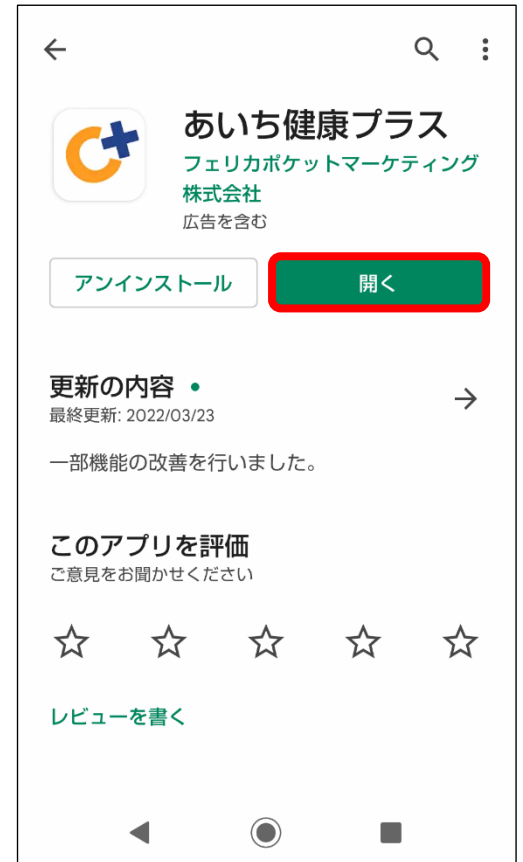 あいち健康プラス
フェリカポケットマーケティング
株式会社
広告を含む
アンインストール
開く
更新の内容
最終更新: 2022/03/23
一部機能の改善を行いました。
このアプリを評価
ご意見をお聞かせください
レビューを書く